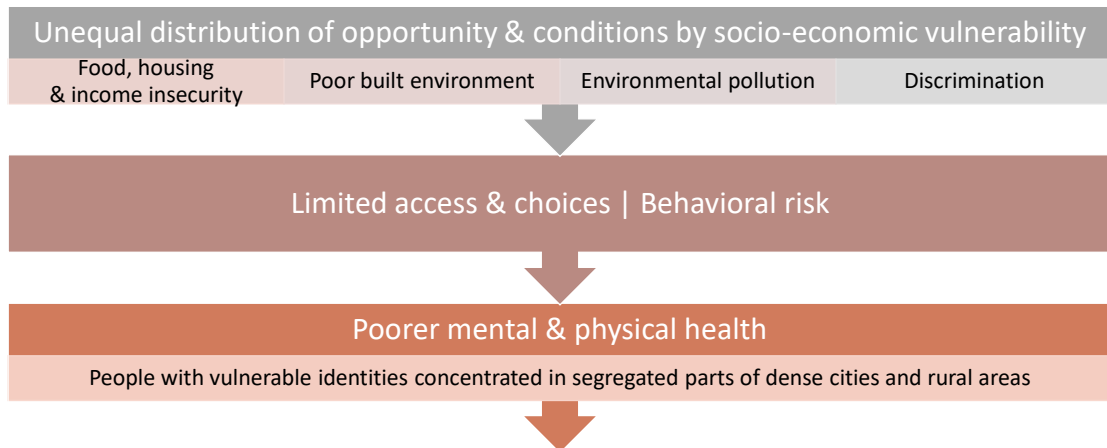 Unequal distribution of opportunity & conditions by socio-economic vulnerability
Food, housing
& income insecurity
Poor built environment
Environmental pollution
Discrimination
Limited access & choices | Behavioral risk
Poorer mental & physical health
People with vulnerable identities concentrated in segregated parts of dense cities and rural areas